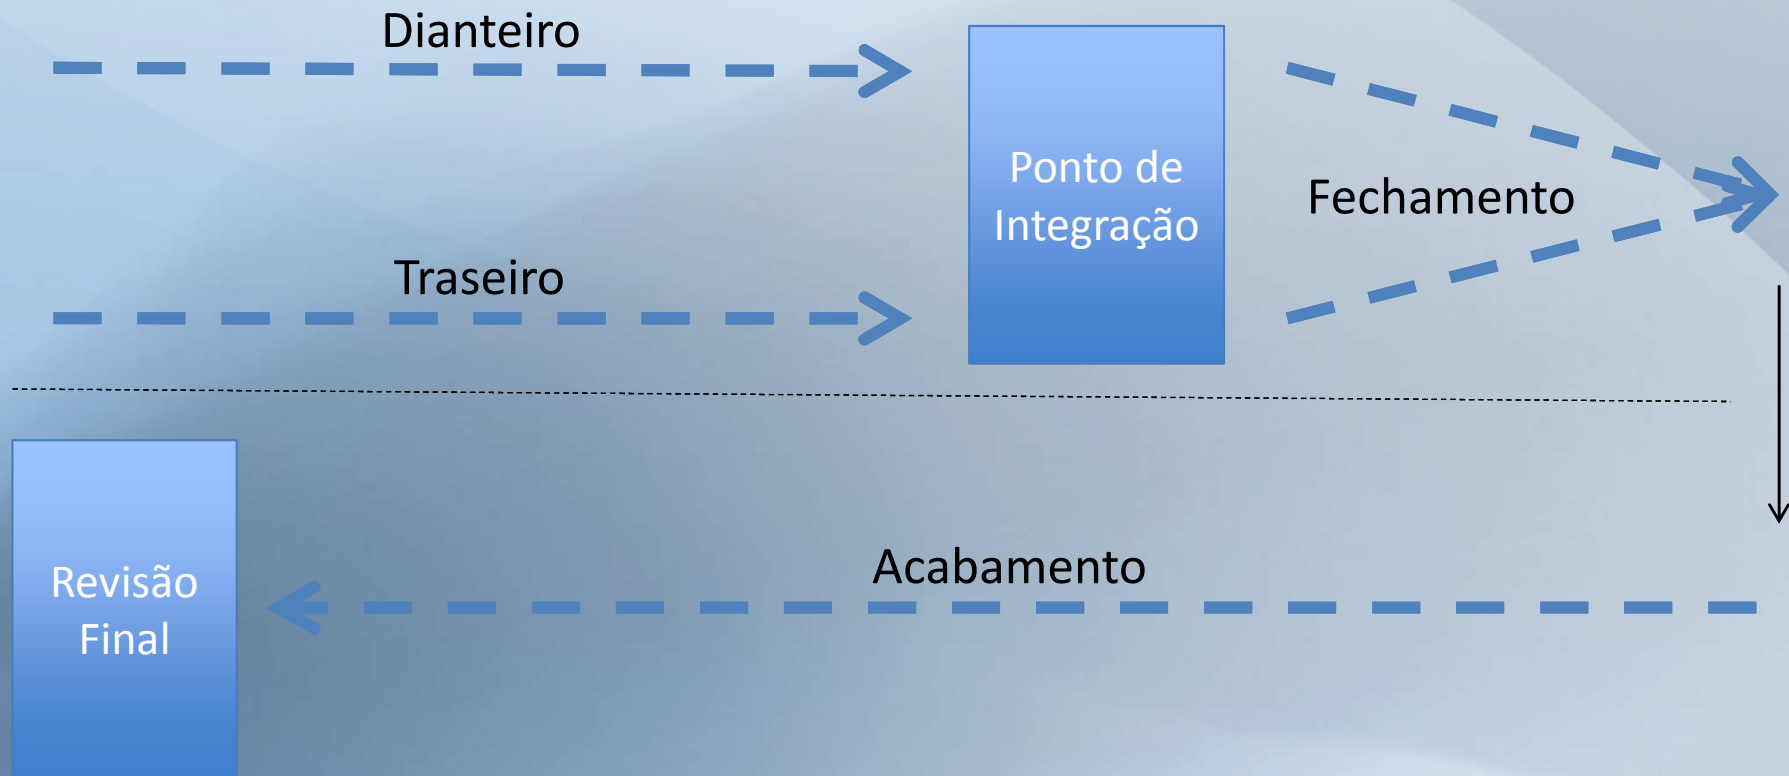 Dianteiro
Ponto de
Integração
Fechamento
Traseiro
Acabamento
Revisão
Final